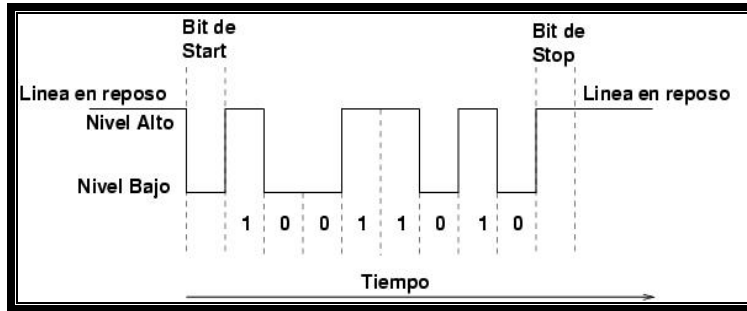 Bit de
Start
Bit de
Stop
Linea en reposo
Linea en reposo
Nivel Alto
Nivel Bajo
1 0 0 1 1 0 1 0
Tiempo